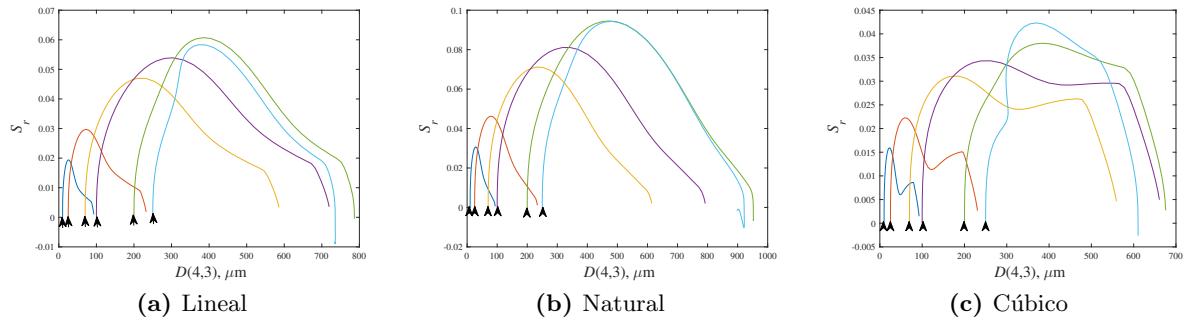 0.07
0.06
0.05
0.04
0.03
0.02
0.01
0
-0.01
S_r
0 100 200 300 400 500 600 700 800
D(4,3), μm
(a) Lineal
0.1
0.08
0.06
0.04
0.02
0
-0.02
S_r
0 100 200 300 400 500 600 700 800 900 1000
D(4,3), μm
(b) Natural
0.045
0.04
0.035
0.03
0.025
0.02
0.015
0.01
0.005
0
-0.005
S_r
0 100 200 300 400 500 600 700
D(4,3), μm
(c) Cúbico